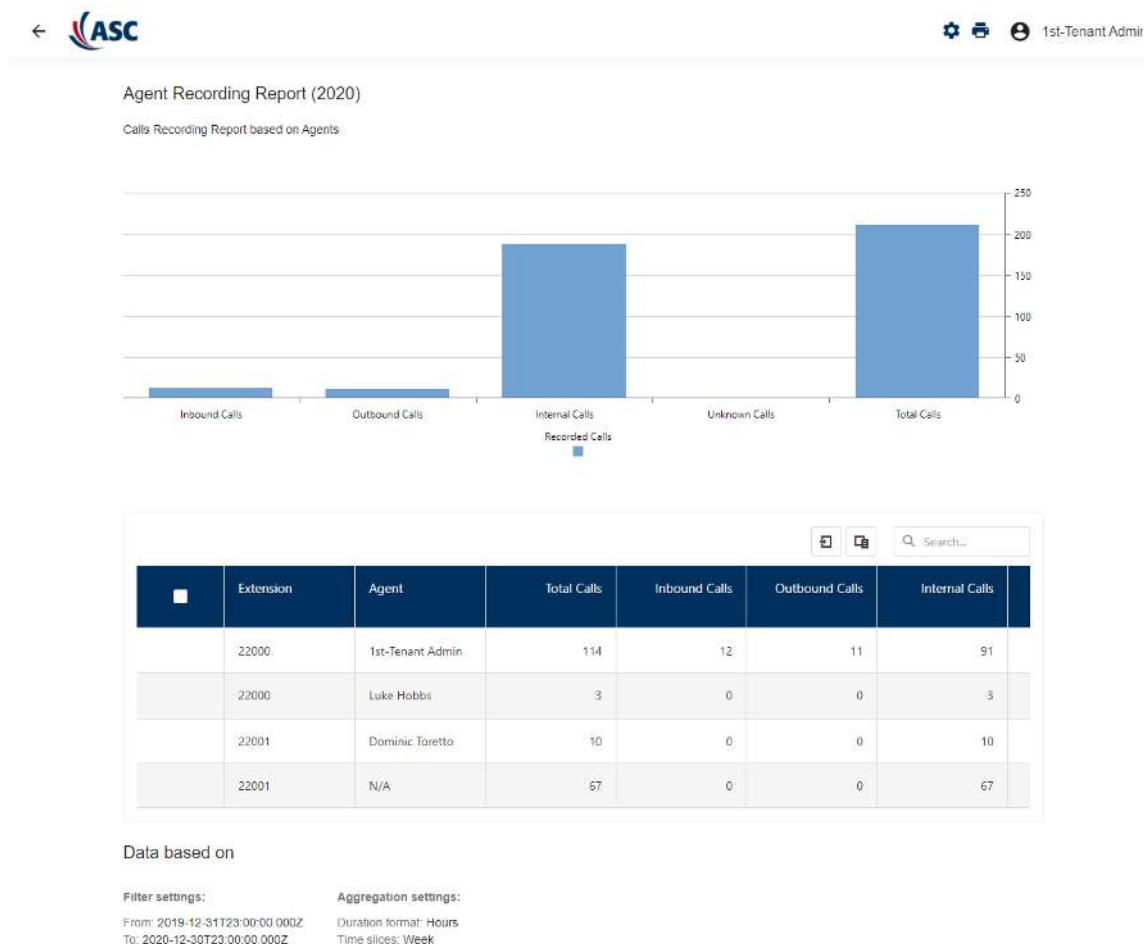 ASC
1st-Tenant Admin
Agent Recording Report (2020)
Calls Recording Report based on Agents
250
200
150
100
50
0
Inbound Calls Outbound Calls Internal Calls Unknown Calls Total Calls
Recorded Calls
Search...
Extension Agent Total Calls Inbound Calls Outbound Calls Internal Calls
22000 1st-Tenant Admin 114 12 11 91
22000 Luke Hobbs 3 0 0 3
22001 Dominic Toretto 10 0 0 10
22001 N/A 67 0 0 67
Data based on
Filter settings: Aggregation settings:
From: 2019-12-31T23:00:00.000Z Duration format: Hours
To: 2020-12-30T23:00:00.000Z Time slices: Week